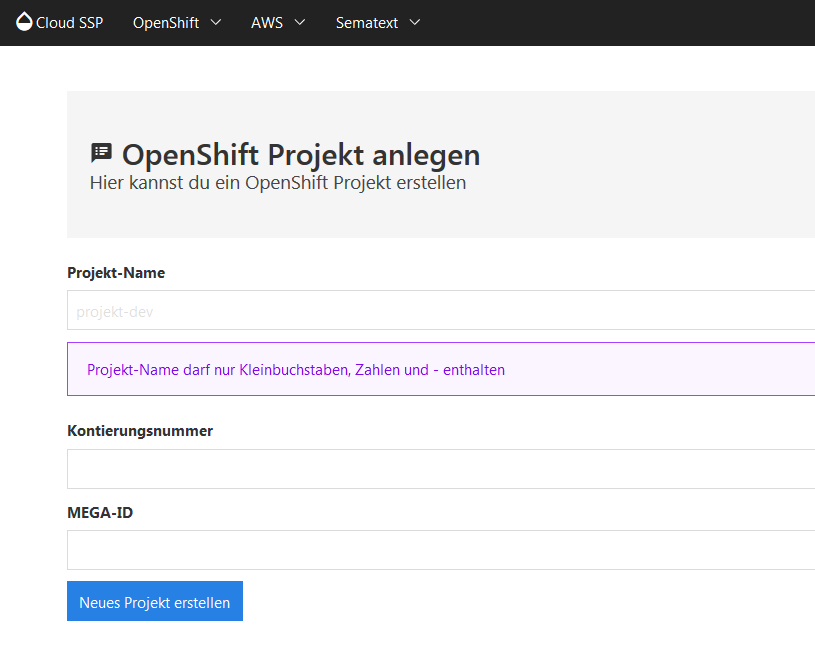 Cloud SSP OpenShift AWS Sematext
OpenShift Projekt anlegen
Hier kannst du ein OpenShift Projekt erstellen
Projekt-Name
projekt-dev
Projekt-Name darf nur Kleinbuchstaben, Zahlen und - enthalten
Kontierungsnummer
MEGA-ID
Neues Projekt erstellen